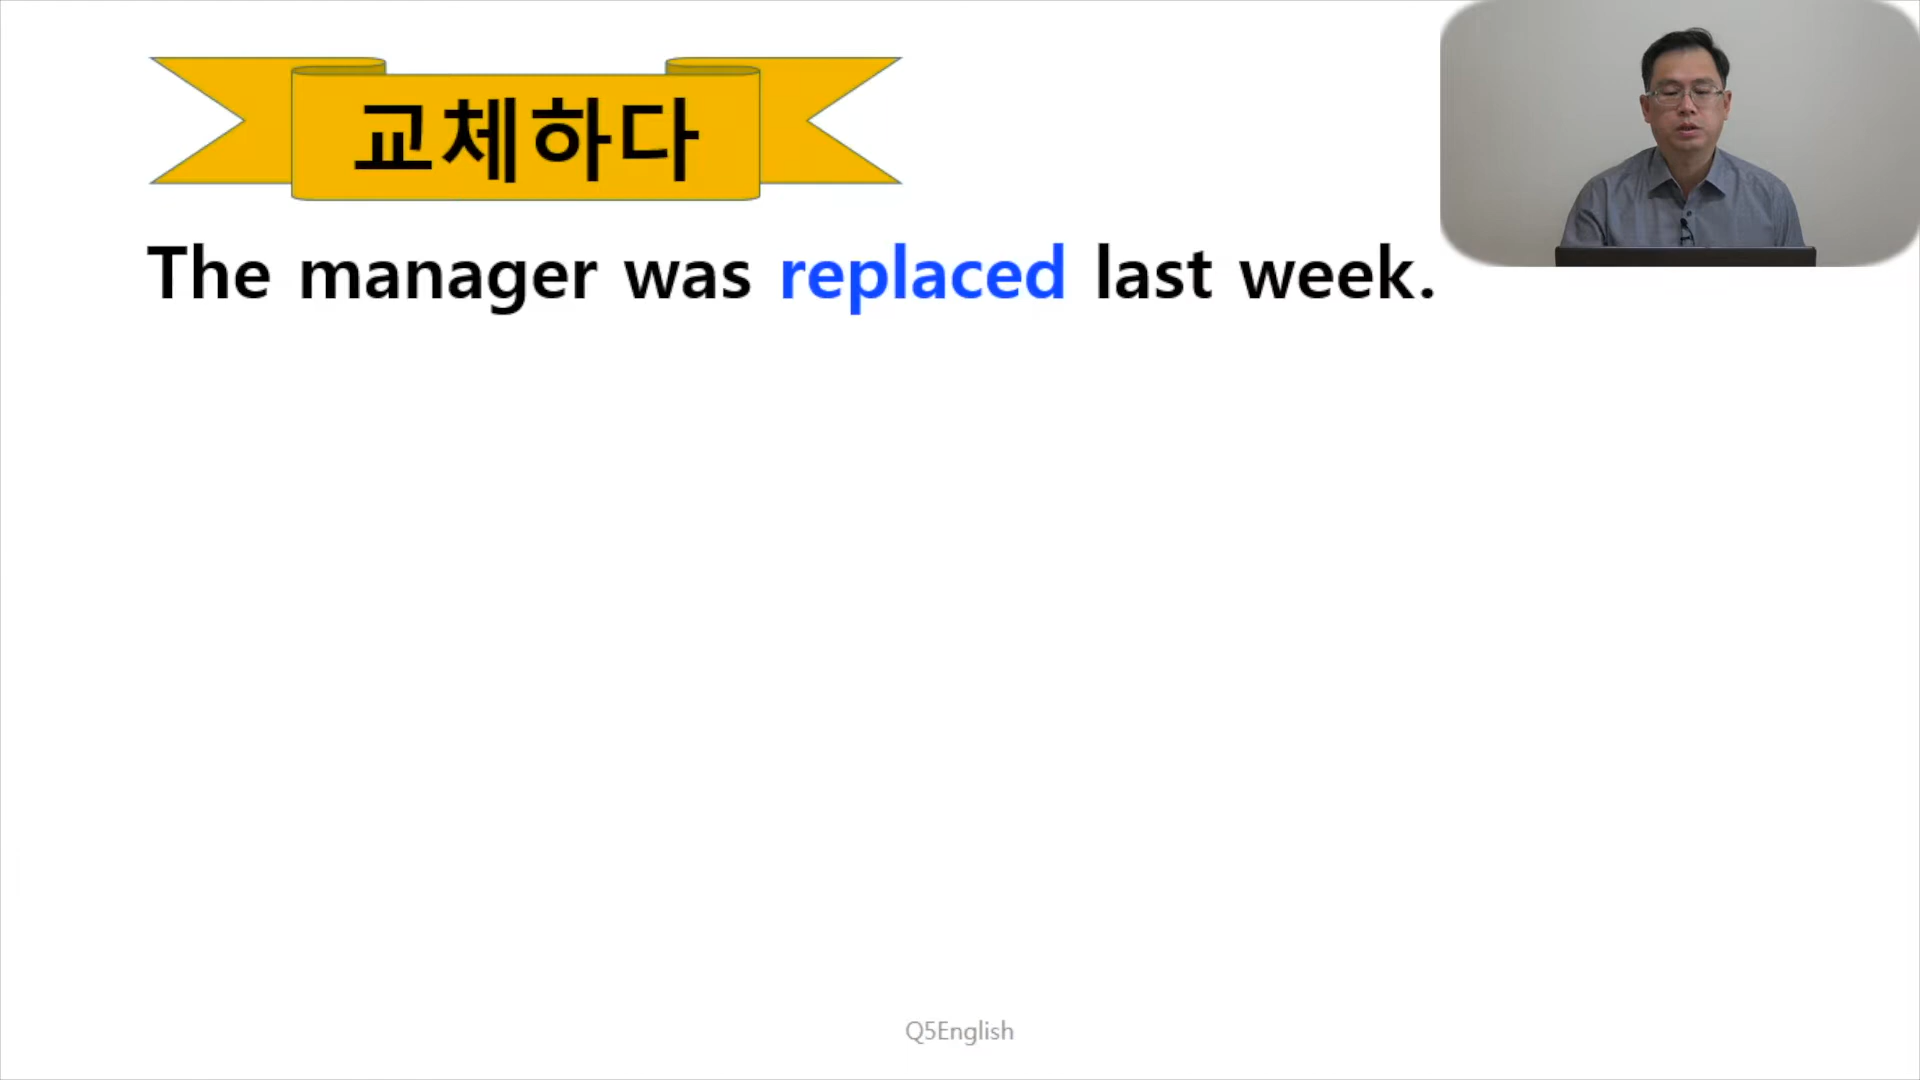 교체하다
The manager was replaced last week.
Q5English